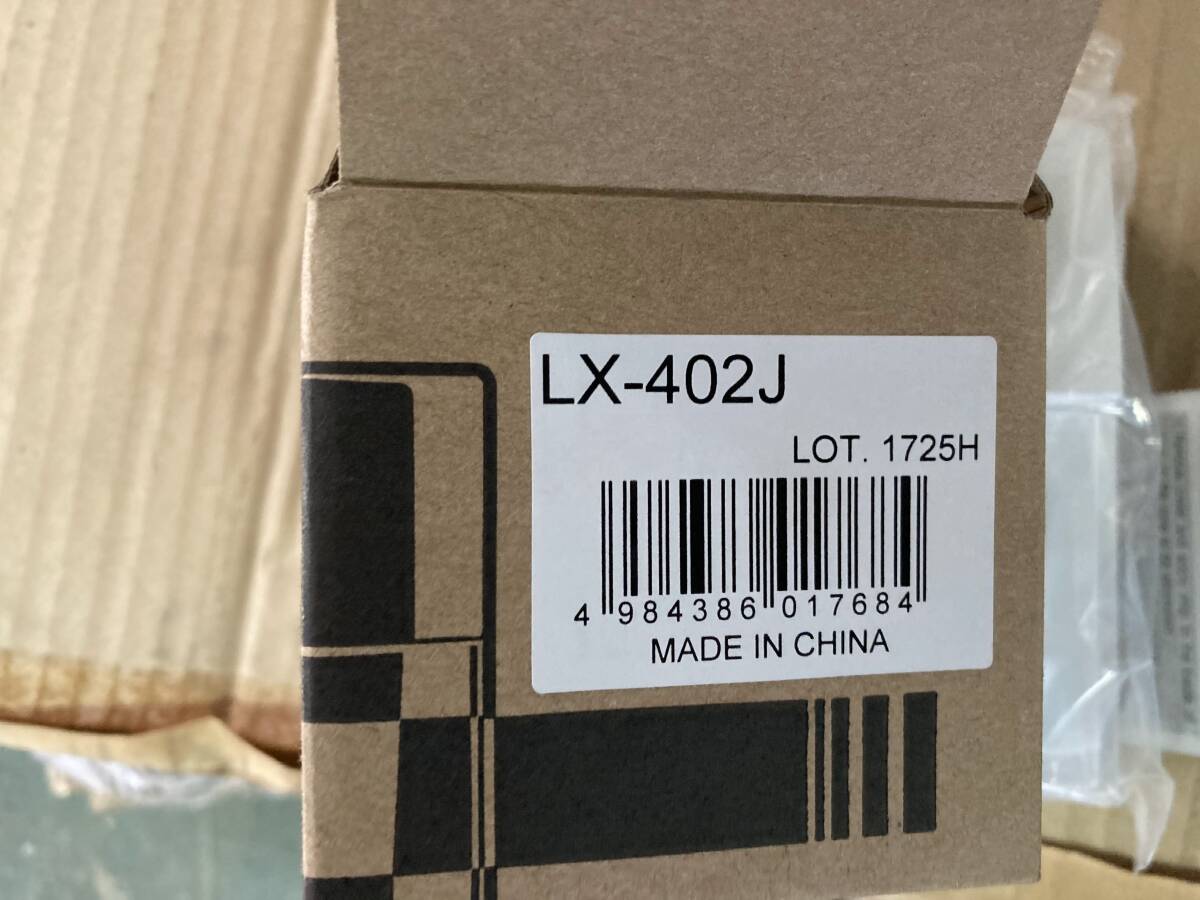 LX-402J
LOT. 1725H
4 984386 017684
MADE IN CHINA